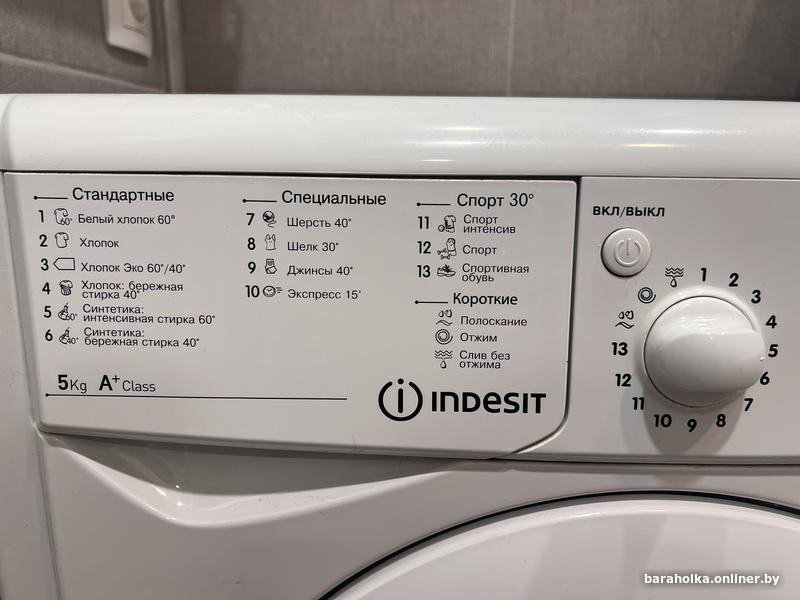 Стандартные
1 Белый хлопок 60°
60°
2 Хлопок
3 Хлопок Эко 60°/40°
4 Хлопок: бережная
стирка 40°
5 Синтетика:
интенсивная стирка 60°
60°
6 Синтетика:
бережная стирка 40°
40°
5Kg A+ Class
Специальные
7 Шерсть 40°
8 Шелк 30°
9 Джинсы 40°
10 Экспресс 15'
Спорт 30°
11 Спорт
интенсив
12 Спорт
13 Спортивная
обувь
Короткие
Полоскание
Отжим
Слив без
отжима
INDESIT
ВКЛ/ВЫКЛ
1
2
3
4
5
6
7
8
9
10
11
12
13
baraholka.onliner.by